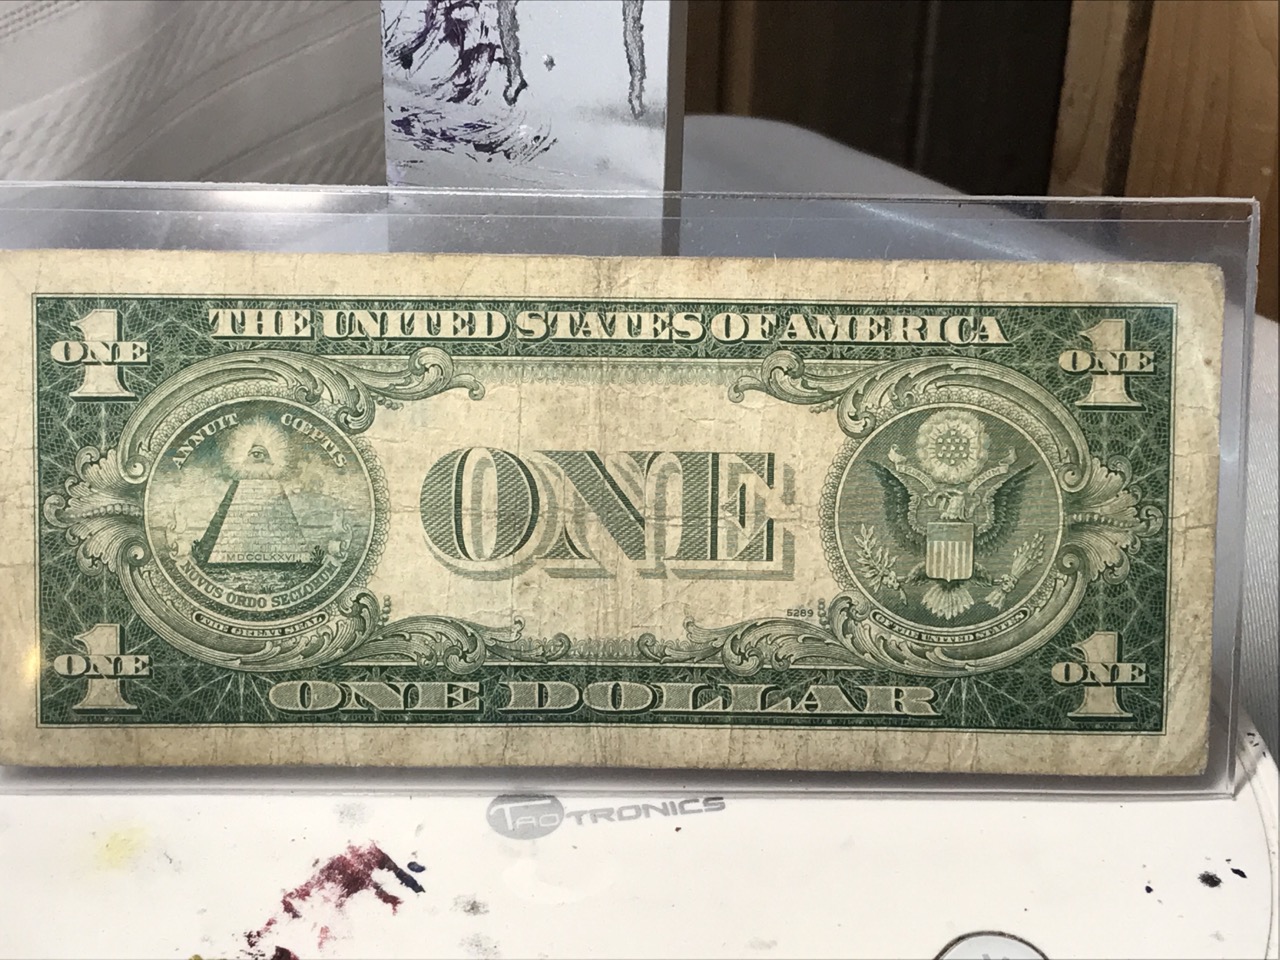 THE UNITED STATES OF AMERICA
1
ONE
1
ONE
ANNUIT CŒPTIS
MDCCLXXVI
NOVUS ORDO SECLORUM
THE GREAT SEAL
ONE
5289
OF THE UNITED STATES
1
ONE
ONE DOLLAR
1
ONE
TAOTRONICS